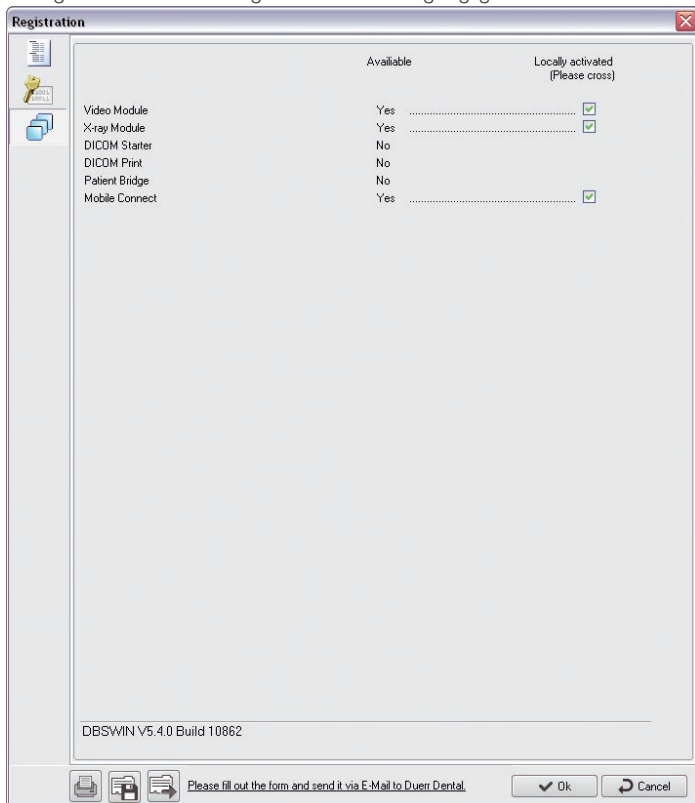 Registration
Availiable Locally activated
(Please cross)
Video Module Yes
X-ray Module Yes
DICOM Starter No
DICOM Print No
Patient Bridge No
Mobile Connect Yes
DBSWIN V5.4.0 Build 10862
Please fill out the form and send it via E-Mail to Duerr Dental. Ok Cancel